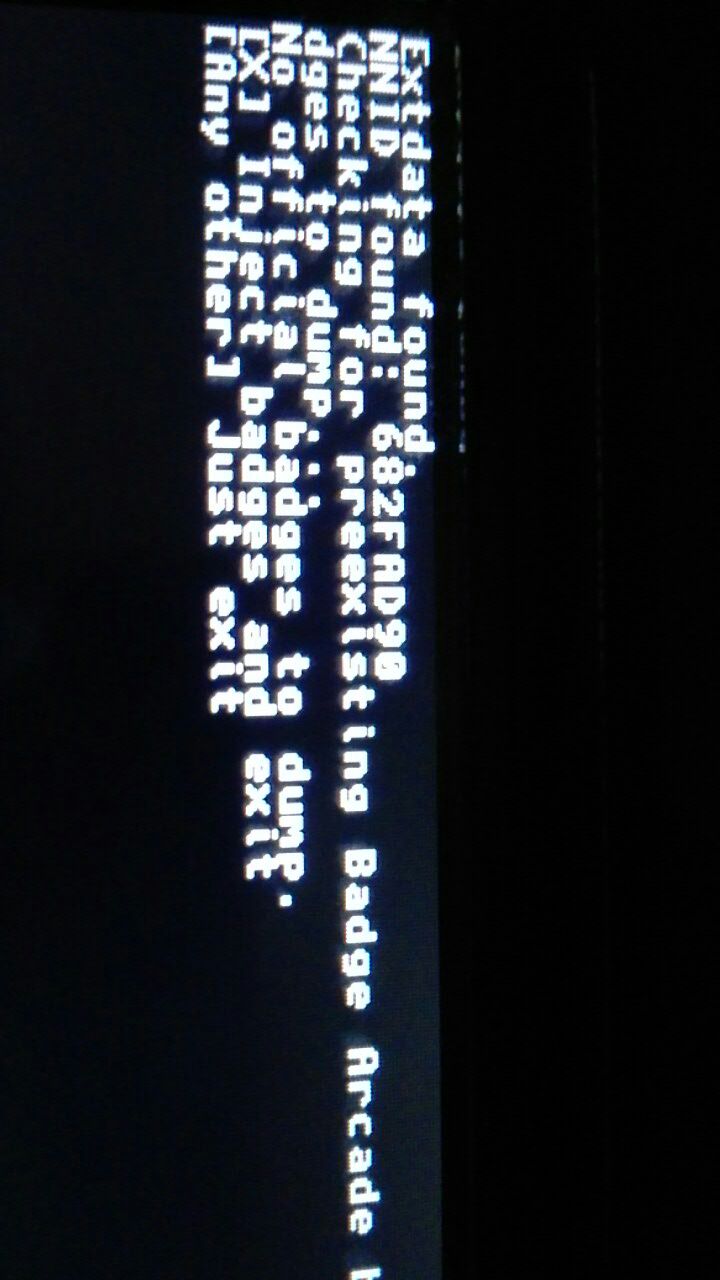 Extdata found.
NNID found: 682FAD90
Checking for preexisting Badge Arcade b
dges to dump...
No official badges to dump.
[X] Inject badges and exit
[Any other] Just exit